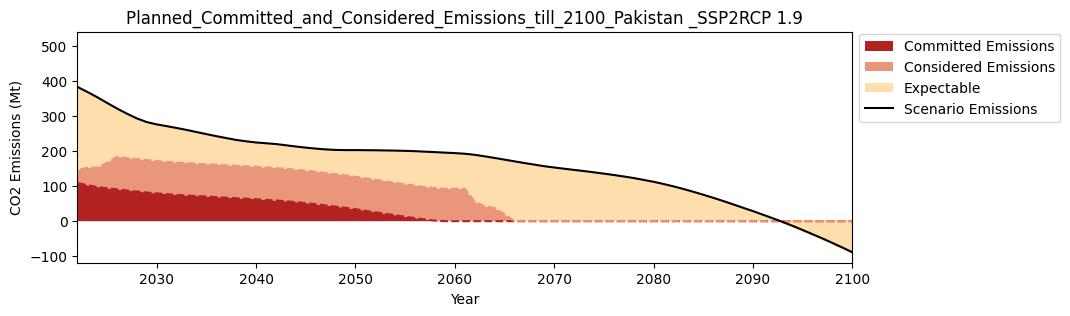 Planned_Committed_and_Considered_Emissions_till_2100_Pakistan _SSP2RCP 1.9
500
400
300
200
100
0
−100
CO2 Emissions (Mt)
2030
2040
2050
2060
2070
2080
2090
2100
Year
Committed Emissions
Considered Emissions
Expectable
Scenario Emissions